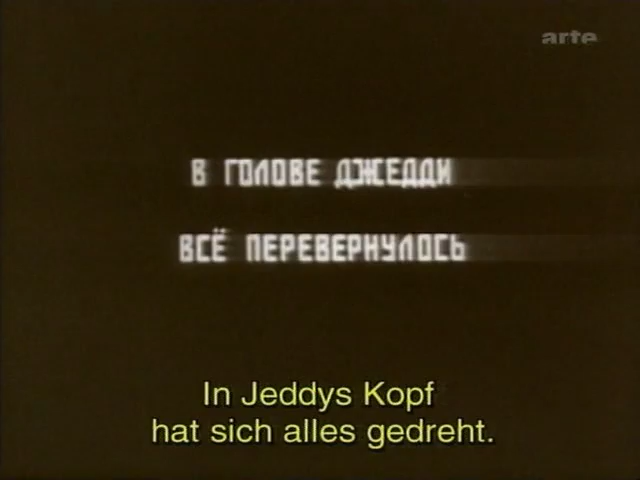 arte
В ГОЛОВЕ ДЖЕДДИ
ВСЁ ПЕРЕВЕРНУЛОСЬ
In Jeddys Kopf
hat sich alles gedreht.